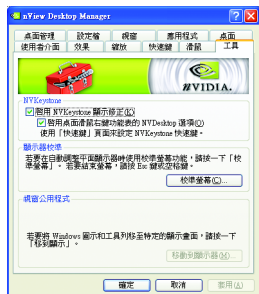 nView Desktop Manager
桌面管理 設定檔 視窗 應用程式 桌面
使用者介面 效果 縮放 快速鍵 滑鼠 工具
NVIDIA.
NVKeystone
啓用 NVKeystone 顯示修正(K)
啓用桌面滑鼠右鍵功能表的 NVDesktop 選項(O)
使用「快速鍵」頁面來設定 NVKeystone 快速鍵。
顯示器校準
若要在自動調整平面顯示器時使用校準螢幕功能，請按一下「校
準螢幕」。 若要結束螢幕，請按 Esc 鍵或空格鍵。
校準螢幕(C)...
視窗公用程式
若要將 Windows 圖示和工具列移至特定的顯示畫面，請按一下
「移到顯示」。
移動到顯示器(M)...
確定 取消 套用(A)